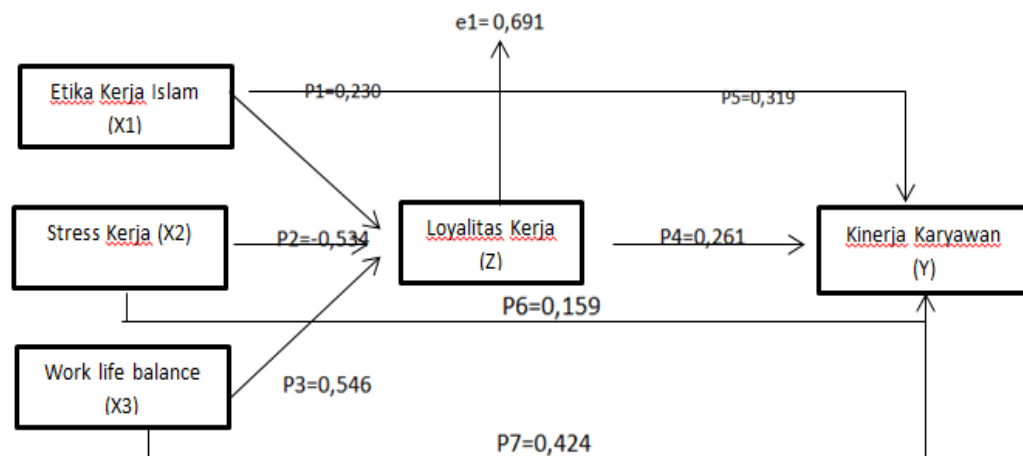 e1= 0,691
Etika Kerja Islam
(X1)
P1=0,230
P5=0,319
Stress Kerja (X2)
P2=-0,534
Loyalitas Kerja
(Z)
P4=0,261
Kinerja Karyawan
(Y)
P6=0,159
Work life balance
(X3)
P3=0,546
P7=0,424